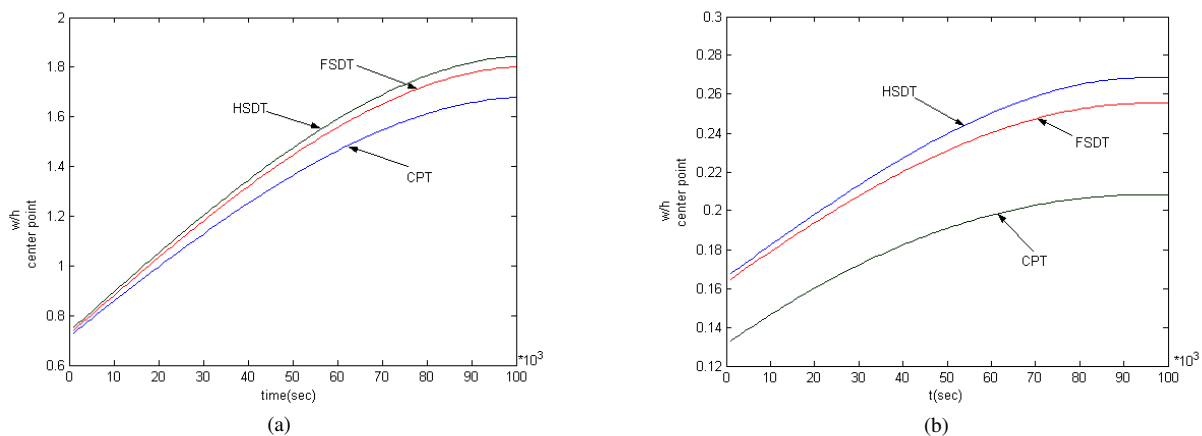 2
1.8
1.6
1.4
1.2
1
0.8
0.6
w/h
center point
FSDT
HSDT
CPT
0 10 20 30 40 50 60 70 80 90 100
*10^3
time(sec)
(a)
0.3
0.28
0.26
0.24
0.22
0.2
0.18
0.16
0.14
0.12
w/h
center point
HSDT
FSDT
CPT
0 10 20 30 40 50 60 70 80 90 100
*10^3
t(sec)
(b)